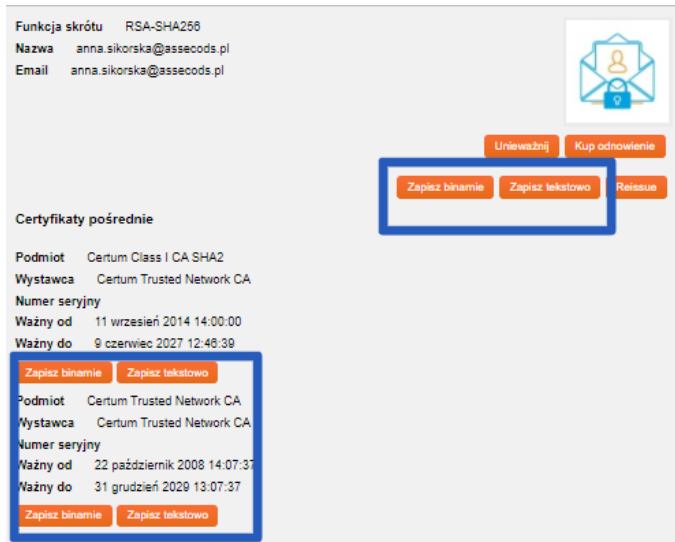 Funkcja skrótu RSA-SHA256
Nazwa anna.sikorska@assecods.pl
Email anna.sikorska@assecods.pl
Unieważnij Kup odnowienie
Zapisz binarnie Zapisz tekstowo Reissue
Certyfikaty pośrednie
Podmiot Certum Class I CA SHA2
Wystawca Certum Trusted Network CA
Numer seryjny
Ważny od 11 wrzesień 2014 14:00:00
Ważny do 9 czerwiec 2027 12:46:39
Zapisz binarnie Zapisz tekstowo
Podmiot Certum Trusted Network CA
Wystawca Certum Trusted Network CA
Numer seryjny
Ważny od 22 październik 2008 14:07:37
Ważny do 31 grudzień 2029 13:07:37
Zapisz binarnie Zapisz tekstowo